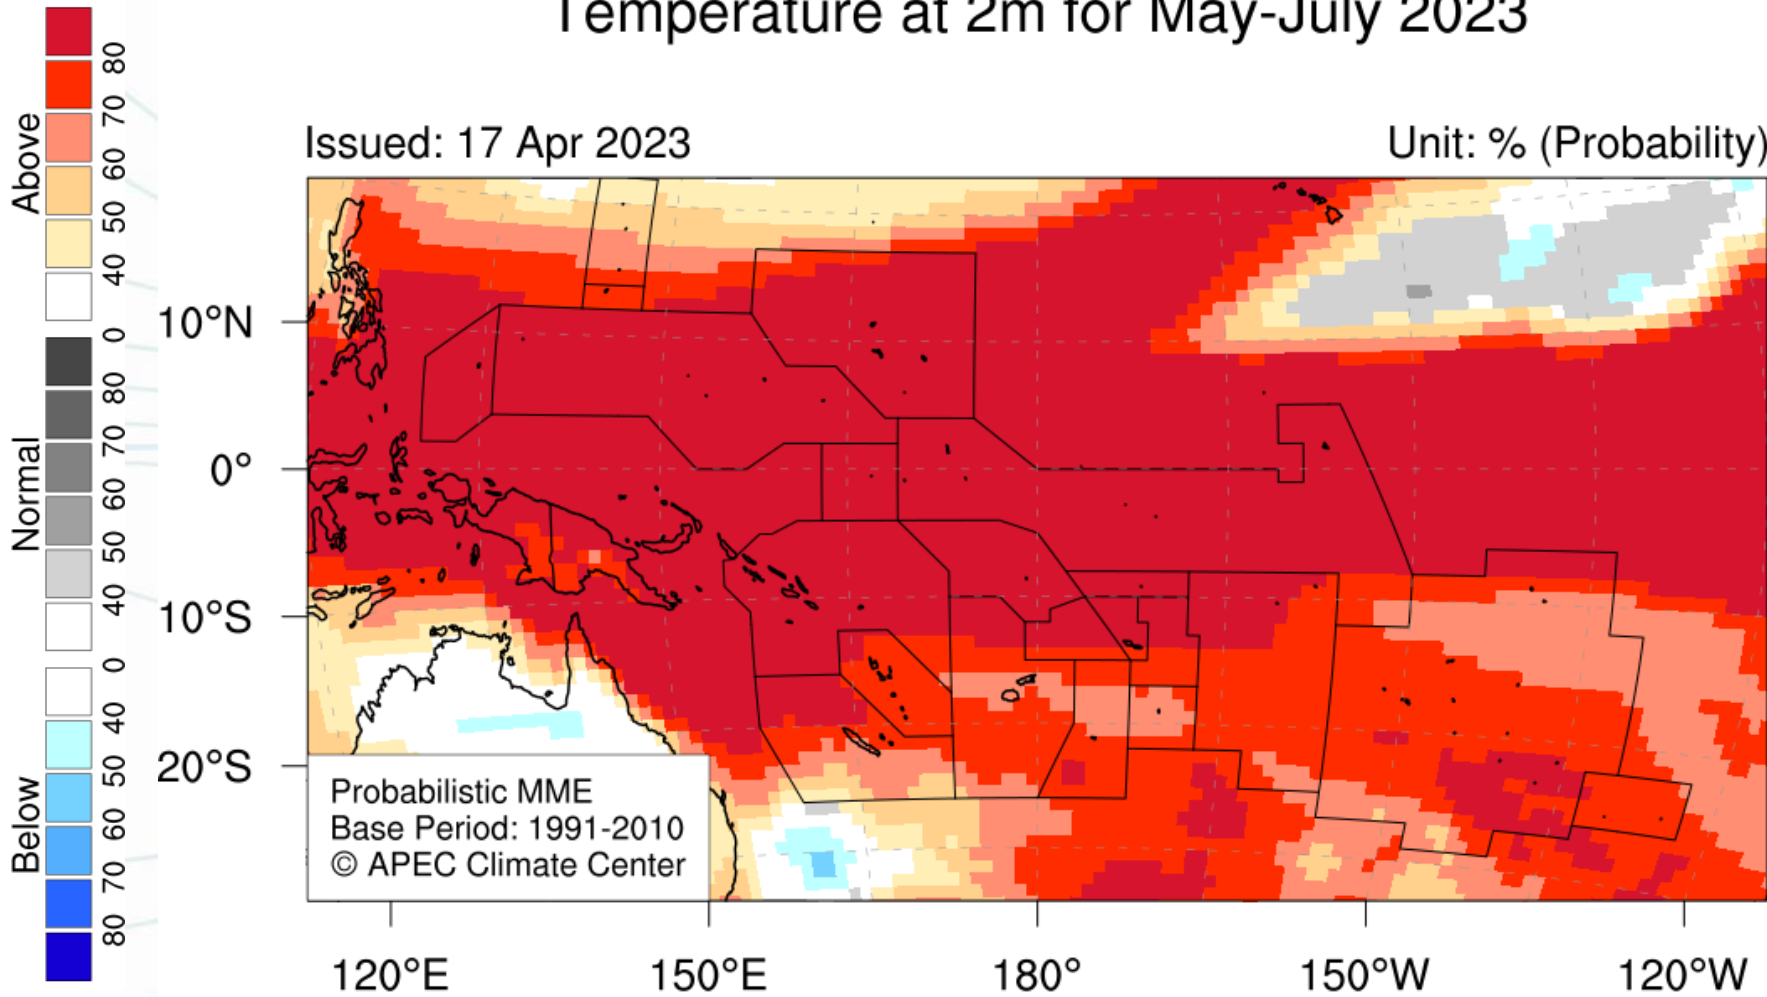 Temperature at 2m for May-July 2023
Issued: 17 Apr 2023
Unit: % (Probability)
Above
80
70
60
50
40
0
Normal
80
70
60
50
40
0
Below
40
50
60
70
80
10°N
0°
10°S
20°S
Probabilistic MME
Base Period: 1991-2010
© APEC Climate Center
120°E
150°E
180°
150°W
120°W